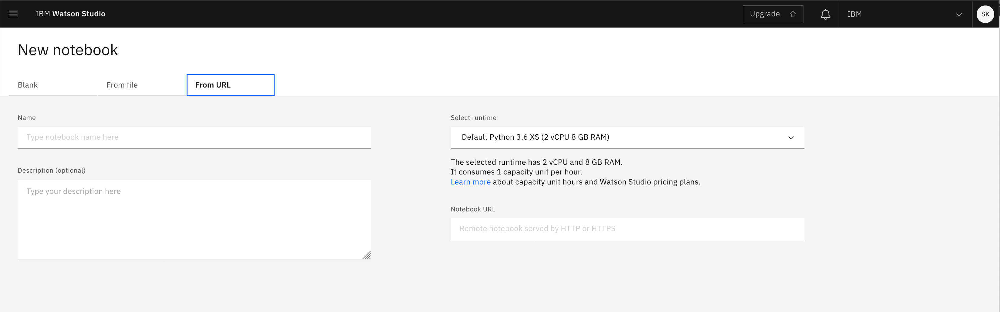 IBM Watson Studio
Upgrade
IBM
SK
New notebook
Blank
From file
From URL
Name
Type notebook name here
Description (optional)
Type your description here
Select runtime
Default Python 3.6 XS (2 vCPU 8 GB RAM)
The selected runtime has 2 vCPU and 8 GB RAM.
It consumes 1 capacity unit per hour.
Learn more about capacity unit hours and Watson Studio pricing plans.
Notebook URL
Remote notebook served by HTTP or HTTPS